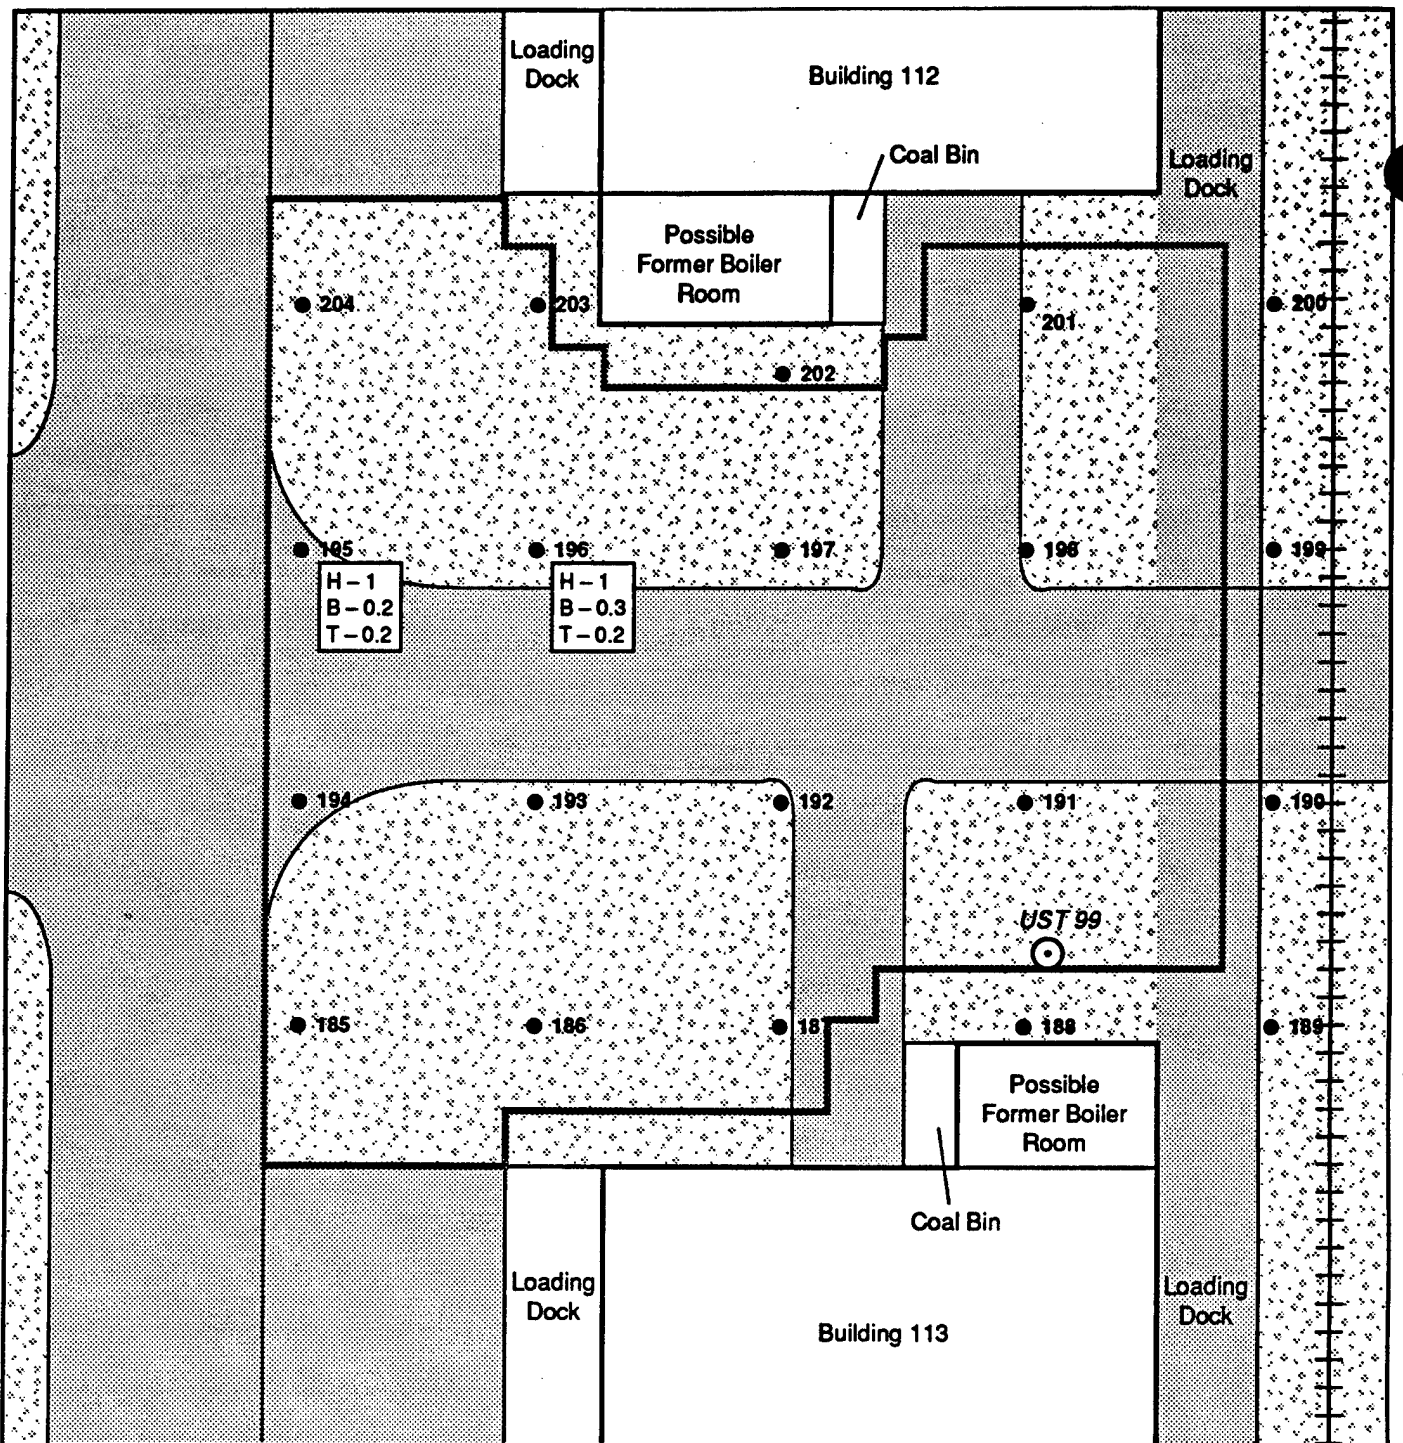 Loading
Dock
Building 112
Coal Bin
Loading
Dock
Possible
Former Boiler
Room
204
203
201
200
202
195
196
197
198
199
H – 1
B – 0.2
T – 0.2
H – 1
B – 0.3
T – 0.2
194
193
192
191
190
UST 99
185
186
187
188
189
Possible
Former Boiler
Room
Coal Bin
Loading
Dock
Building 113
Loading
Dock